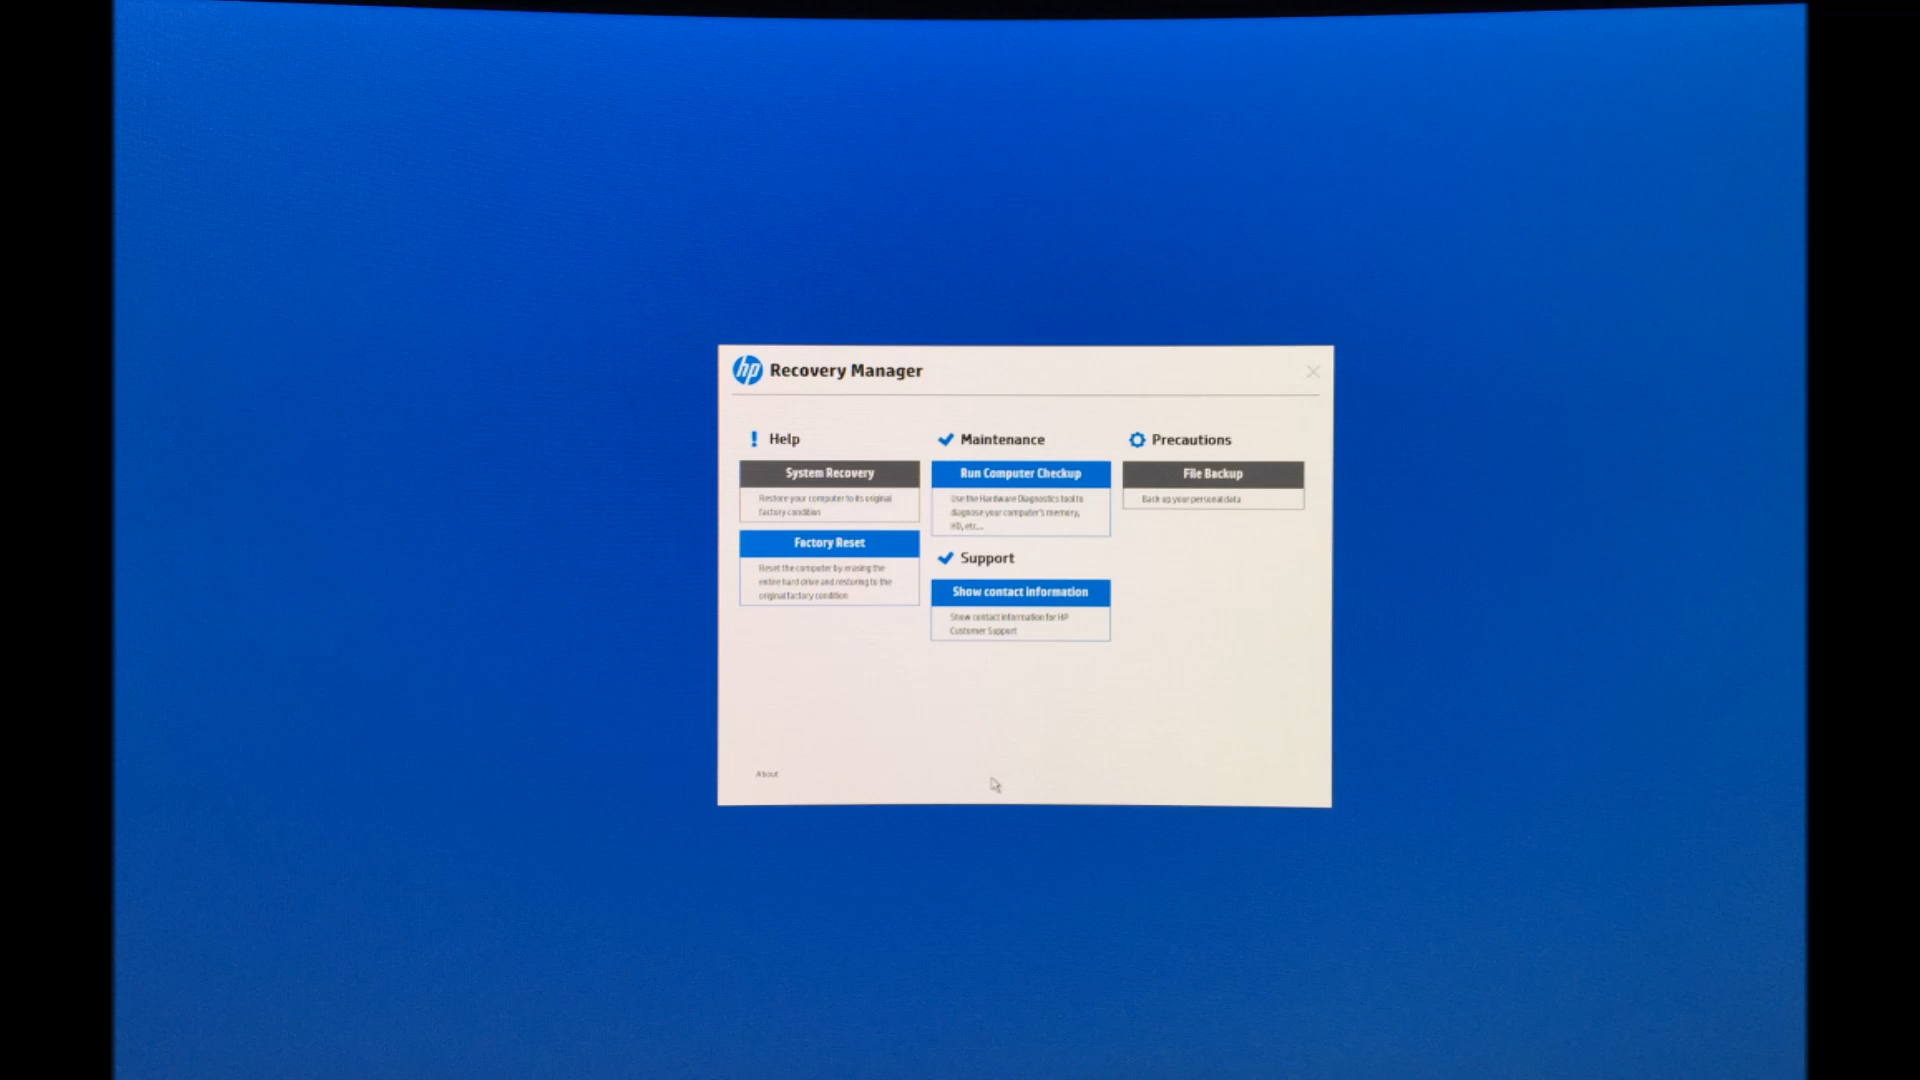 hp Recovery Manager
! Help
System Recovery
Restore your computer to its original
factory condition
Factory Reset
Reset the computer by erasing the
entire hard drive and restoring to the
original factory condition
Maintenance
Run Computer Checkup
Use the Hardware Diagnostics tool to
diagnose your computer's memory,
HD, etc...
Support
Show contact information
Show contact information for HP
Customer Support
Precautions
File Backup
Back up your personal data
About